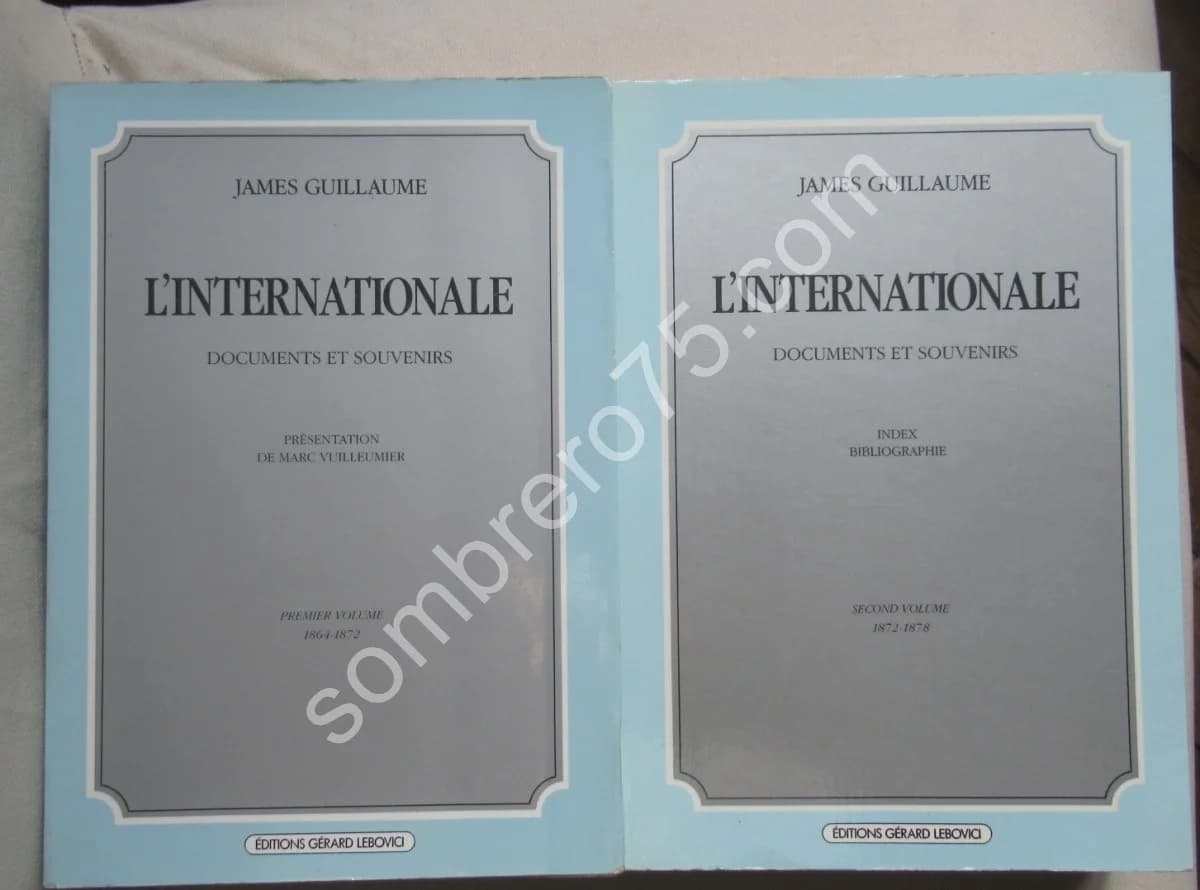 JAMES GUILLAUME
L'INTERNATIONALE
DOCUMENTS ET SOUVENIRS
PRÉSENTATION
DE MARC VUILLEUMIER
PREMIER VOLUME
1864-1872
ÉDITIONS GÉRARD LEBOVICI
JAMES GUILLAUME
L'INTERNATIONALE
DOCUMENTS ET SOUVENIRS
INDEX
BIBLIOGRAPHIE
SECOND VOLUME
1872-1878
ÉDITIONS GÉRARD LEBOVICI
sombrero75.com